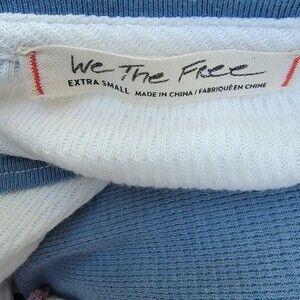 We The Free
EXTRA SMALL MADE IN CHINA / FABRIQUÉ EN CHINE